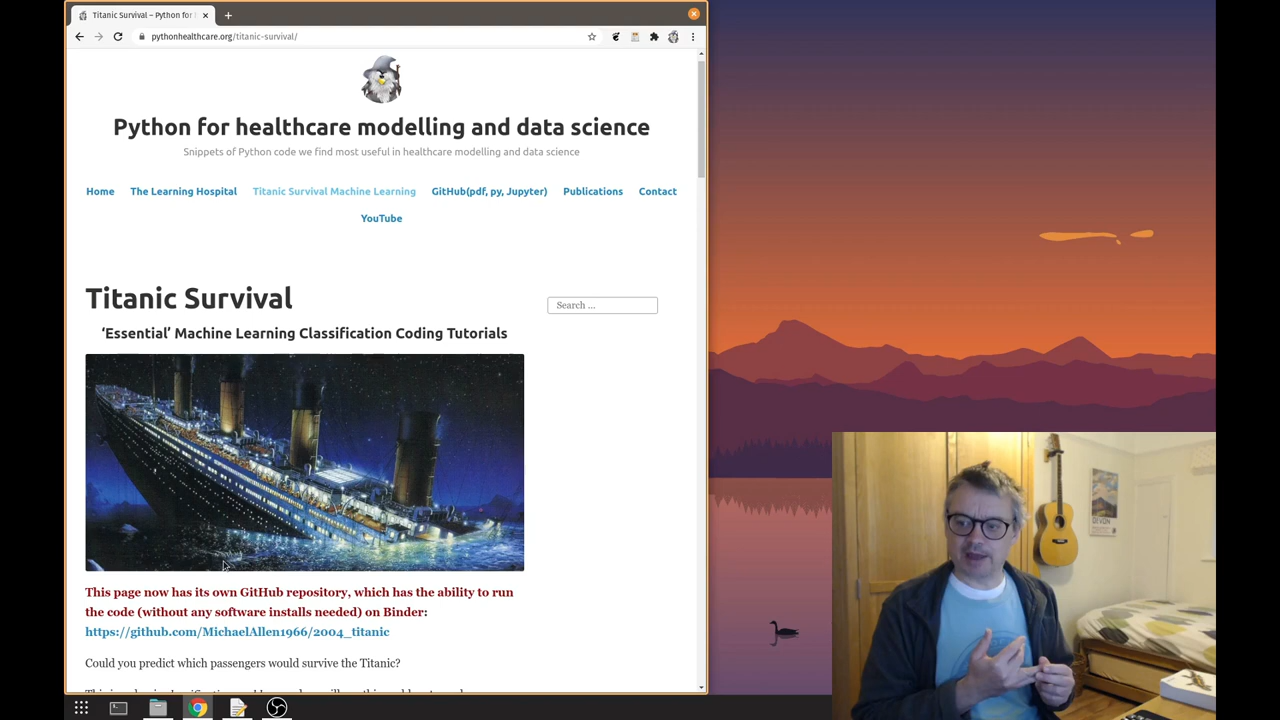 Titanic Survival – Python for
pythonhealthcare.org/titanic-survival/
Python for healthcare modelling and data science
Snippets of Python code we find most useful in healthcare modelling and data science
Home The Learning Hospital Titanic Survival Machine Learning GitHub(pdf, py, Jupyter) Publications Contact
YouTube
Titanic Survival
Search ...
‘Essential’ Machine Learning Classification Coding Tutorials
This page now has its own GitHub repository, which has the ability to run
the code (without any software installs needed) on Binder:
https://github.com/MichaelAllen1966/2004_titanic
Could you predict which passengers would survive the Titanic?
DEVON